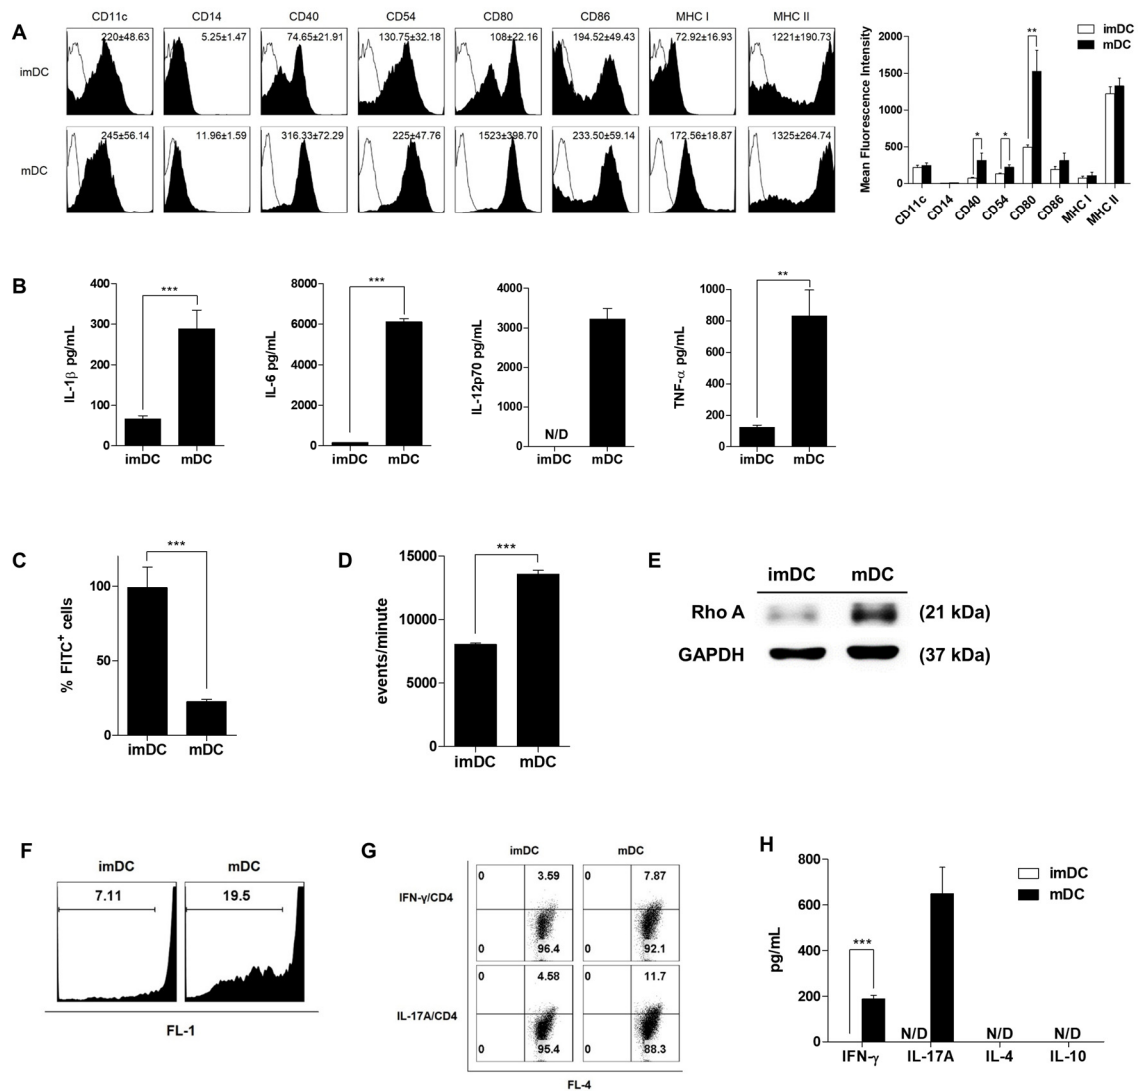 A
CD11c CD14 CD40 CD54 CD80 CD86 MHC I MHC II
imDC
220±48.63 5.25±1.47 74.65±21.91 130.75±32.18 108±22.16 194.52±49.43 72.92±16.93 1221±190.73
mDC
245±56.14 11.96±1.59 316.33±72.29 225±47.76 1523±398.70 233.50±59.14 172.56±18.87 1325±264.74
imDC
mDC
Mean Fluorescence Intensity
2000
1500
1000
500
0
* * **
CD11c CD14 CD40 CD54 CD80 CD86 MHC I MHC II
B
IL-1β pg/mL
400
300
200
100
0
***
imDC mDC
IL-6 pg/mL
8000
6000
4000
2000
0
***
imDC mDC
IL-12p70 pg/mL
4000
3000
2000
1000
0
N/D
imDC mDC
TNF-α pg/mL
1000
800
600
400
200
0
**
imDC mDC
C
% FITC+ cells
100
50
0
***
imDC mDC
D
events/minute
15000
10000
5000
0
***
imDC mDC
E
imDC mDC
Rho A (21 kDa)
GAPDH (37 kDa)
F
imDC mDC
7.11 19.5
FL-1
G
imDC mDC
IFN-γ/CD4
0 3.59 0 7.87
0 96.4 0 92.1
IL-17A/CD4
0 4.58 0 11.7
0 95.4 0 88.3
FL-4
H
imDC
mDC
pg/mL
800
600
400
200
0
***
N/D N/D N/D
IFN-γ IL-17A IL-4 IL-10